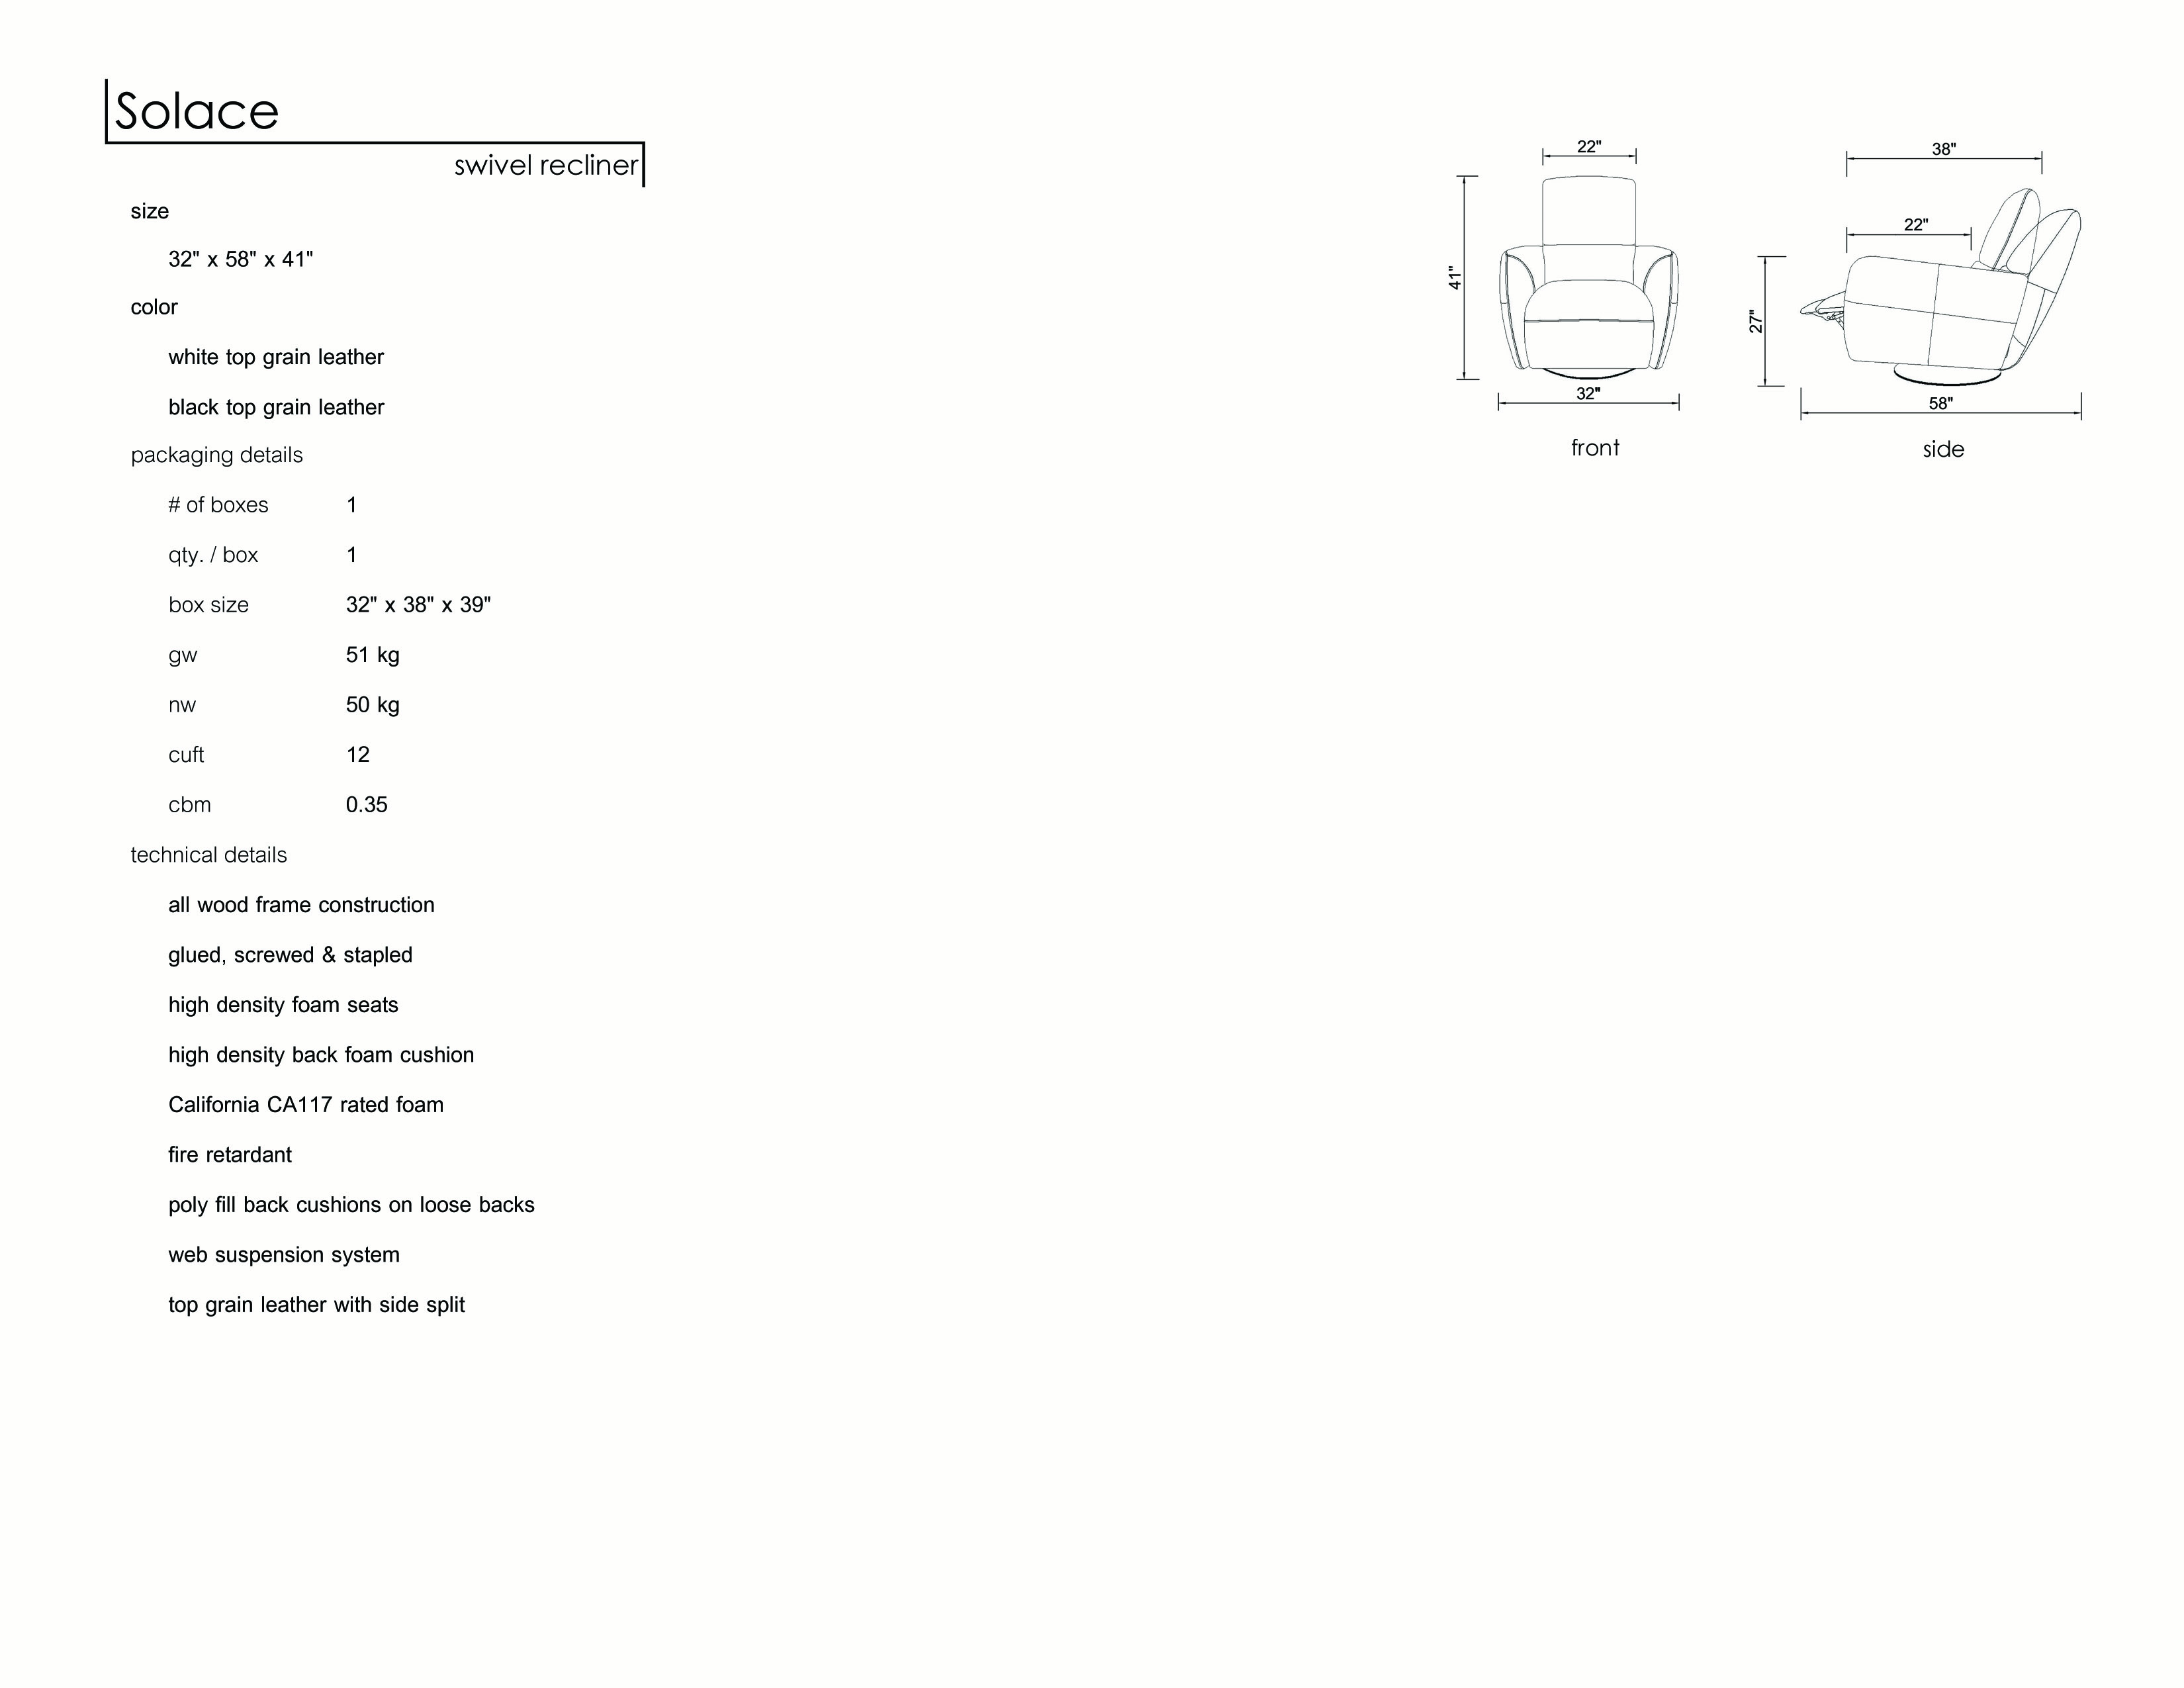 Solace
swivel recliner
size
32" x 58" x 41"
color
white top grain leather
black top grain leather
packaging details
# of boxes 1
qty. / box 1
box size 32" x 38" x 39"
gw 51 kg
nw 50 kg
cuft 12
cbm 0.35
technical details
all wood frame construction
glued, screwed & stapled
high density foam seats
high density back foam cushion
California CA117 rated foam
fire retardant
poly fill back cushions on loose backs
web suspension system
top grain leather with side split
22"
41"
32"
front
38"
22"
27"
58"
side